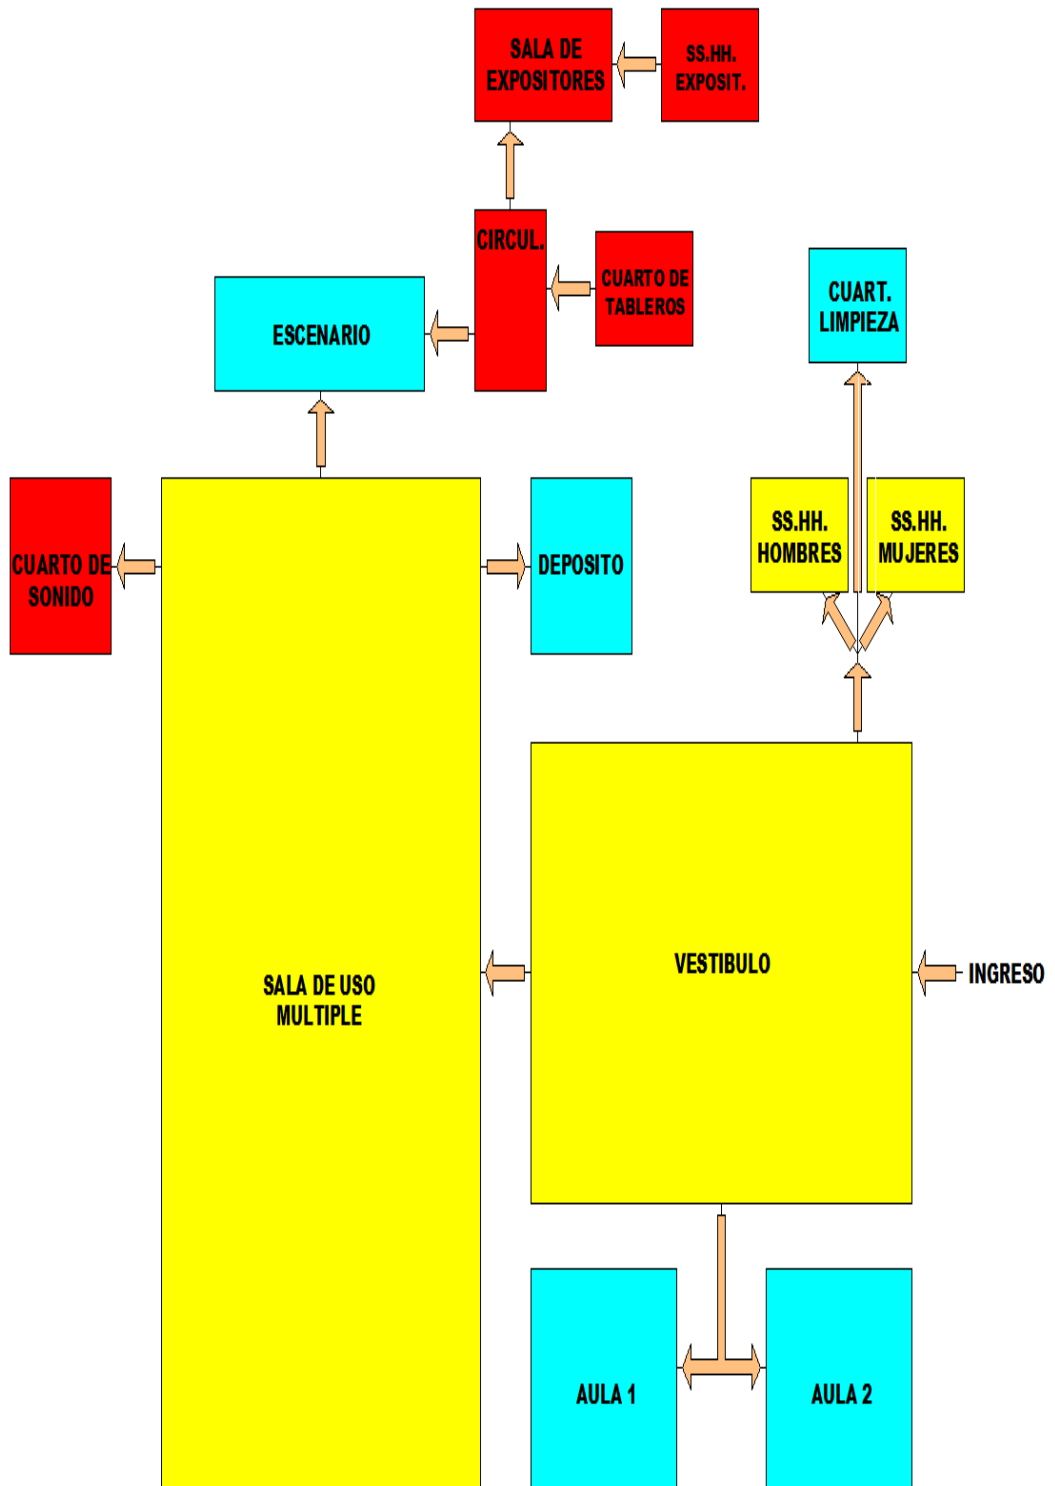 SALA DE
EXPOSITORES
SS.HH.
EXPOSIT.
CIRCUL.
CUARTO DE
TABLEROS
CUART.
LIMPIEZA
ESCENARIO
CUARTO DE
SONIDO
DEPOSITO
SS.HH.
HOMBRES
SS.HH.
MUJERES
VESTIBULO
INGRESO
SALA DE USO
MULTIPLE
AULA 1
AULA 2